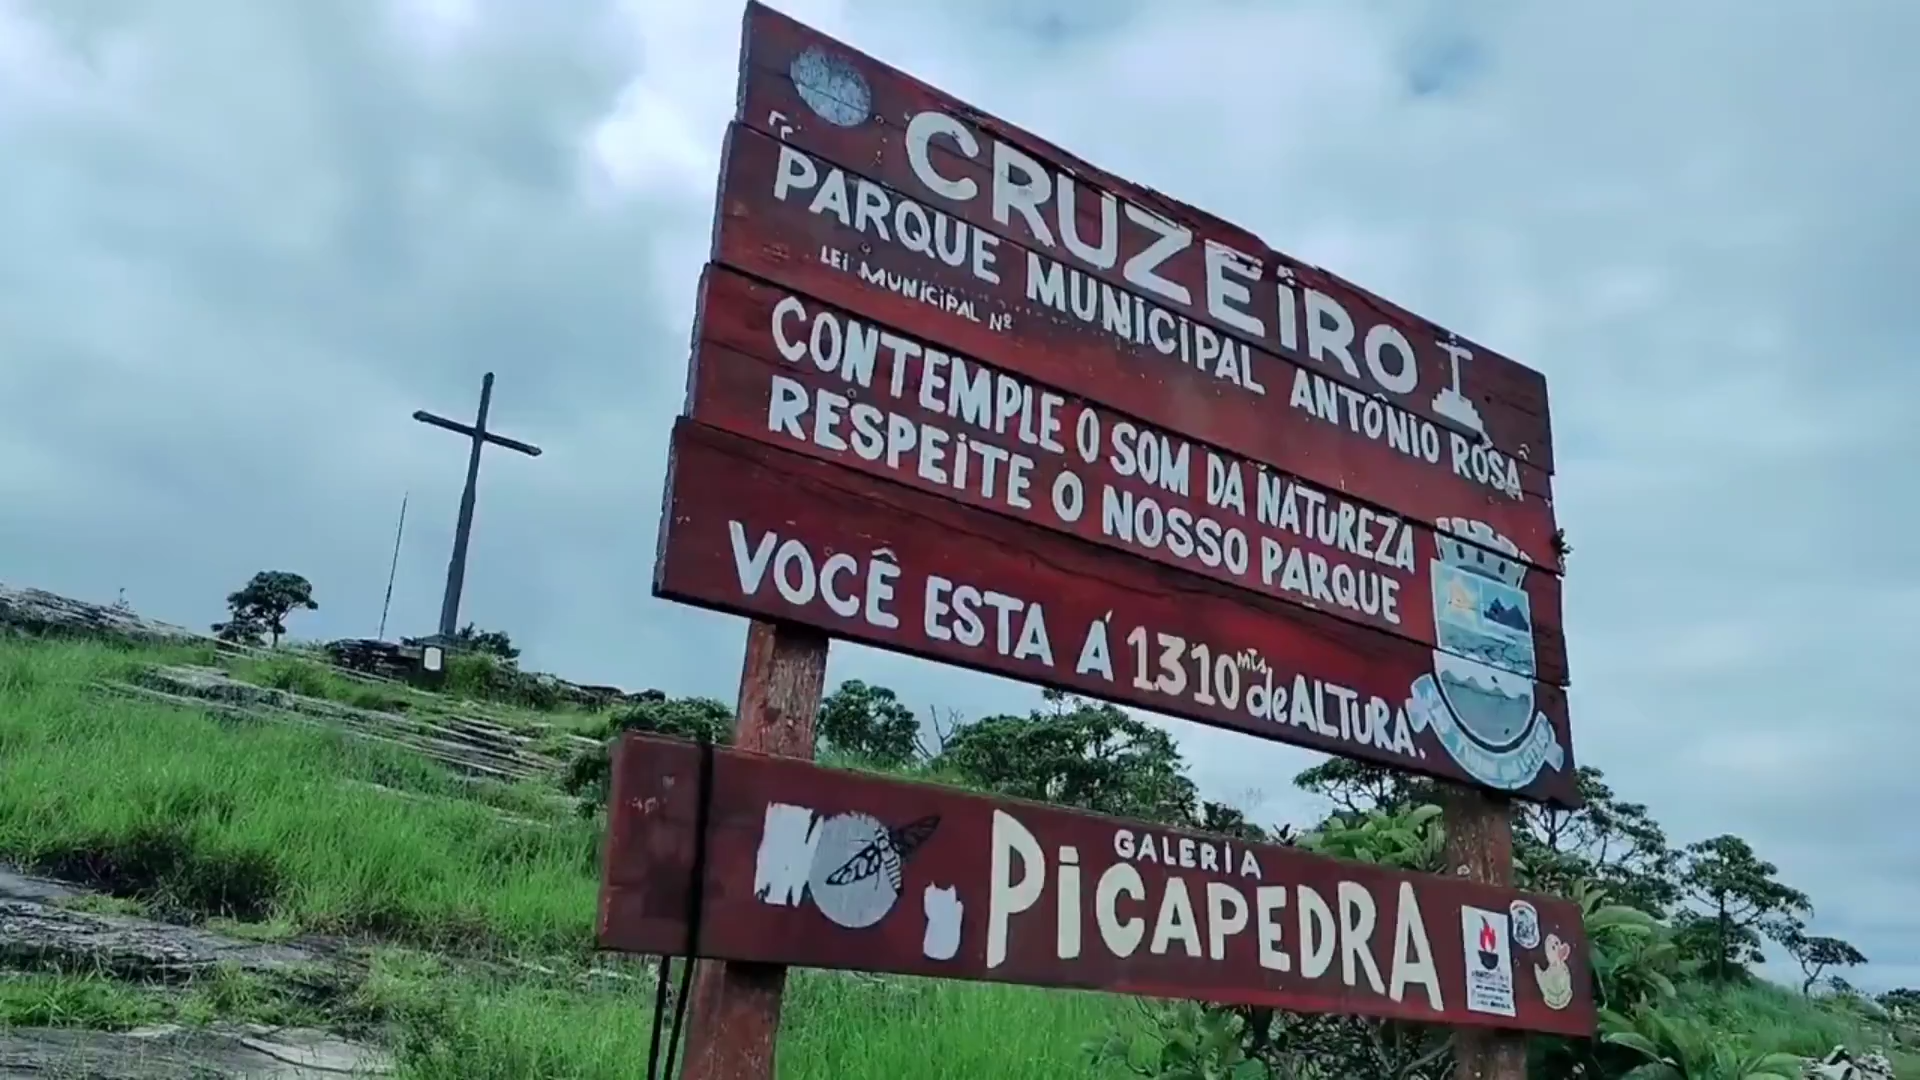 CRUZEiRO
"PARQUE MUNiCiPAL ANTÔNIO ROSA"
LEi MUNiCiPAL Nº
CONTEMPLE O SOM DA NATUREZA
RESPEiTE O NOSSO PARQUE
VOCÊ ESTA Á 1310 mts de ALTURA.
GALERiA
PiCAPEDRA